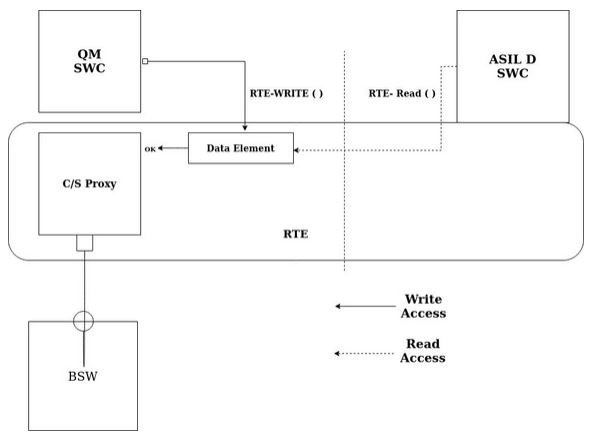 QM
SWC
ASIL D
SWC
RTE-WRITE ( )
RTE- Read ( )
OK
Data Element
C/S Proxy
RTE
Write
Access
Read
Access
BSW